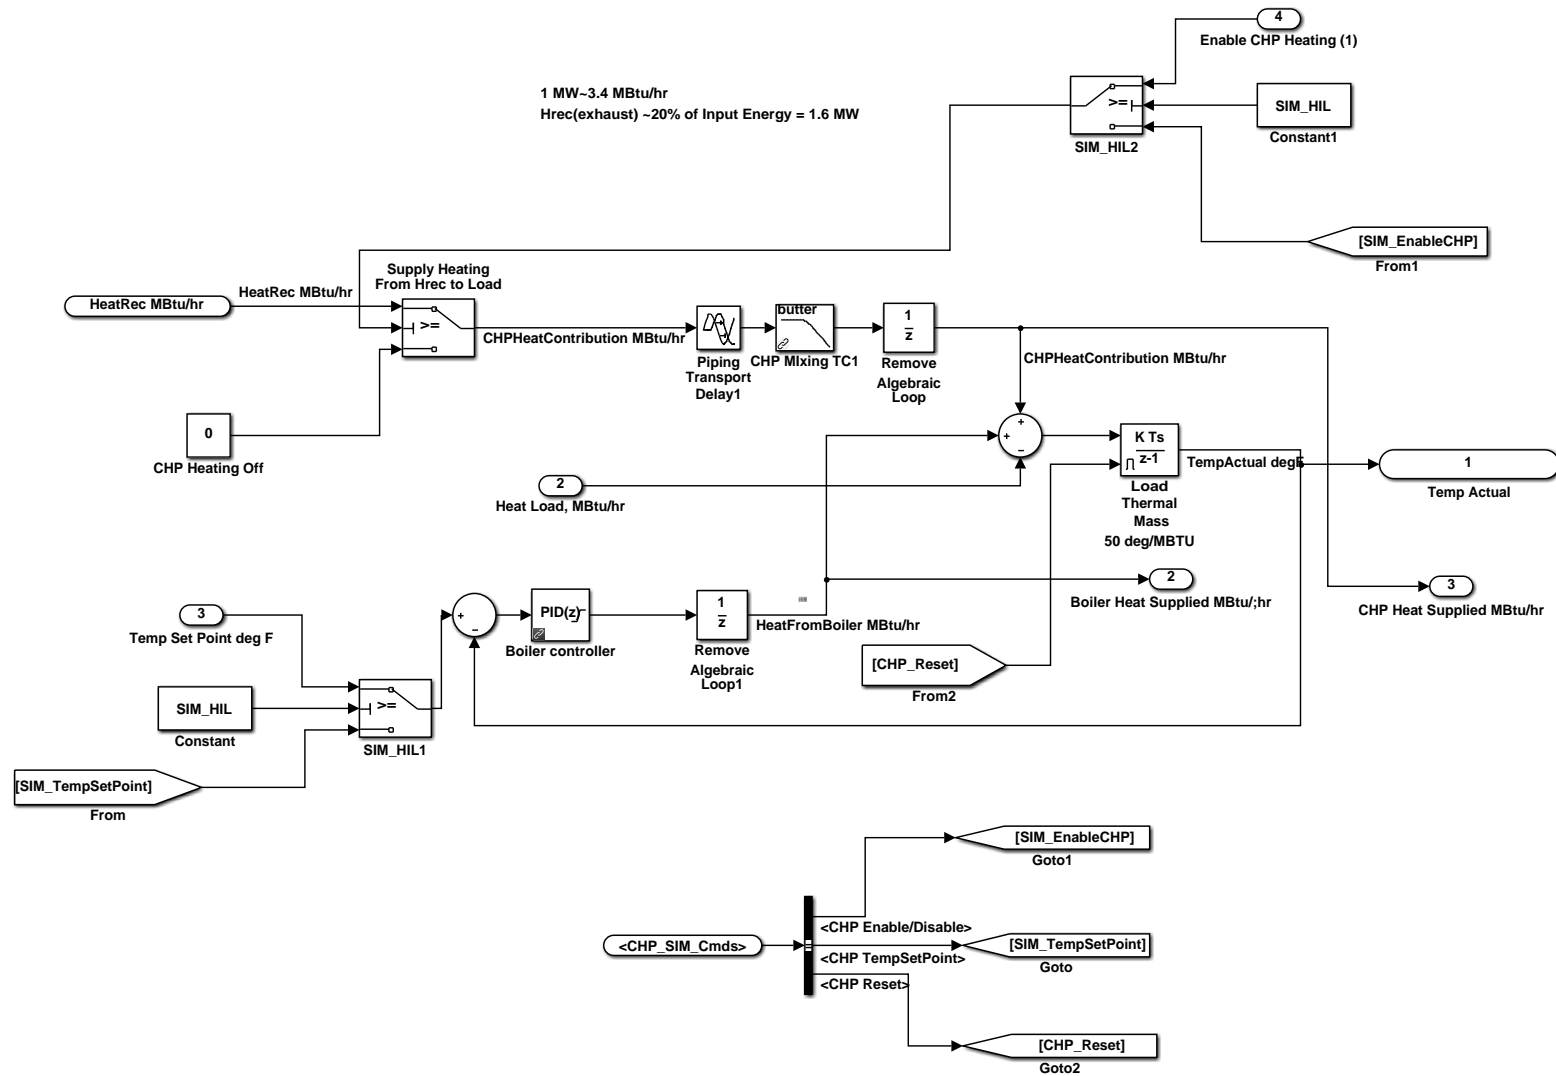 4
Enable CHP Heating (1)
1 MW~3.4 MBtu/hr
Hrec(exhaust) ~20% of Input Energy = 1.6 MW
>=
SIM_HIL2
SIM_HIL
Constant1
[SIM_EnableCHP]
From1
Supply Heating
From Hrec to Load
HeatRec MBtu/hr
HeatRec MBtu/hr
>=
CHPHeatContribution MBtu/hr
Piping
Transport
Delay1
butter
CHP MIxing TC1
1
z
Remove
Algebraic
Loop
CHPHeatContribution MBtu/hr
0
CHP Heating Off
2
Heat Load, MBtu/hr
+
+
−
K Ts
z-1
Load
Thermal
Mass
50 deg/MBTU
TempActual degF
1
Temp Actual
2
Boiler Heat Supplied MBtu/;hr
3
CHP Heat Supplied MBtu/hr
3
Temp Set Point deg F
+
−
PID(z)
Boiler controller
1
z
Remove
Algebraic
Loop1
HeatFromBoiler MBtu/hr
[CHP_Reset]
From2
SIM_HIL
Constant
>=
SIM_HIL1
[SIM_TempSetPoint]
From
[SIM_EnableCHP]
Goto1
<CHP_SIM_Cmds>
<CHP Enable/Disable>
<CHP TempSetPoint>
<CHP Reset>
[SIM_TempSetPoint]
Goto
[CHP_Reset]
Goto2